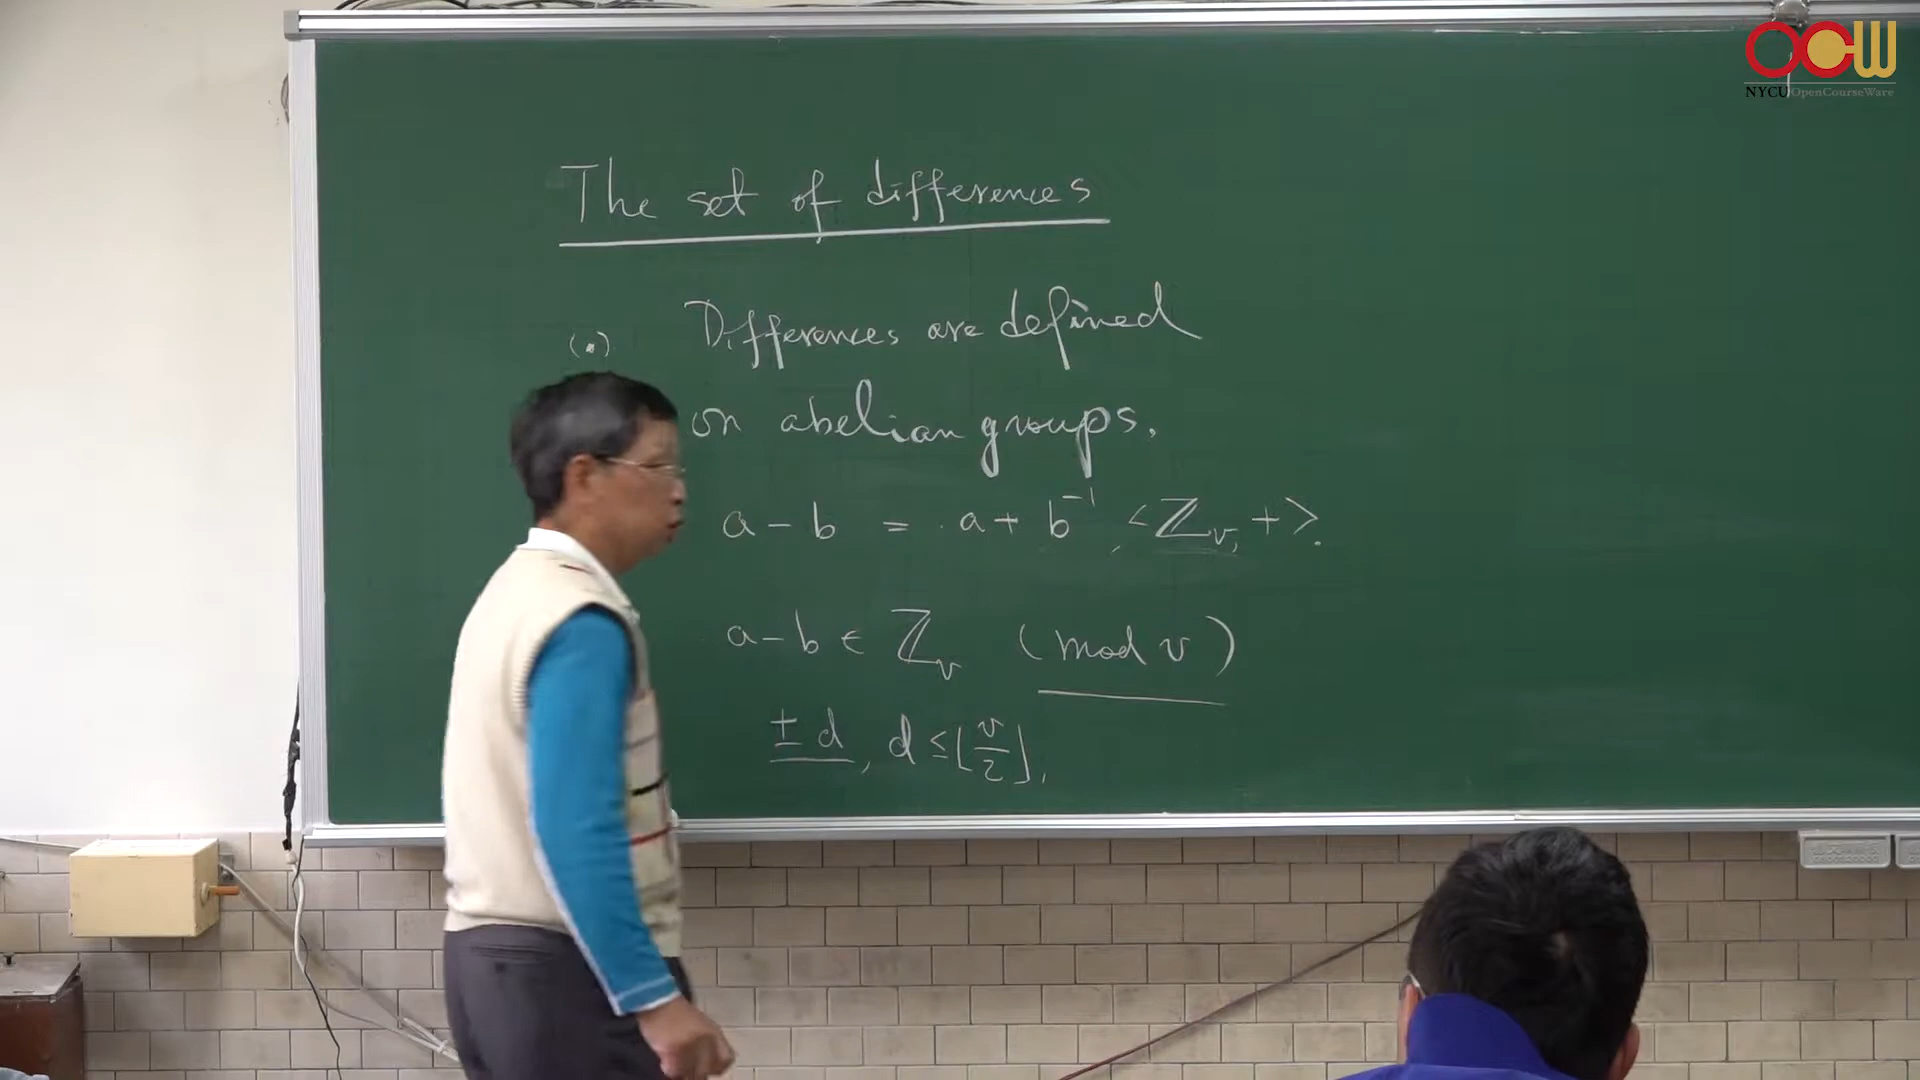 OCW
NYCU OpenCourseWare
The set of differences
(•) Differences are defined
on abelian groups.
a - b = a + b⁻¹, <ℤᵥ, +>.
a - b ∈ ℤᵥ (mod v)
± d, d ≤ ⌊v/2⌋,